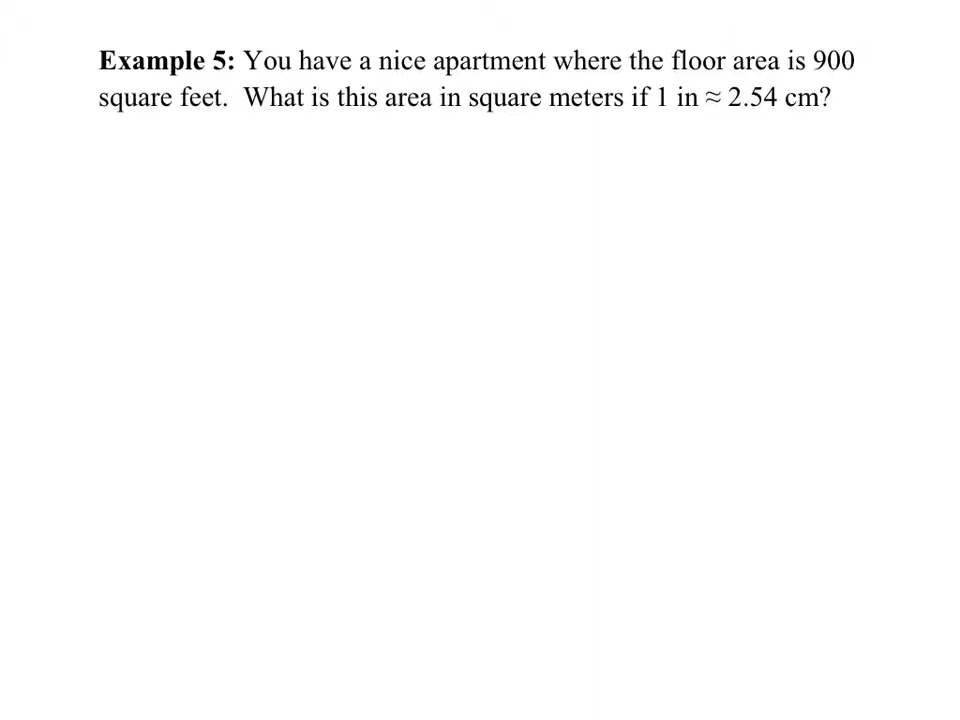 Example 5: You have a nice apartment where the floor area is 900
square feet.  What is this area in square meters if 1 in ≈ 2.54 cm?